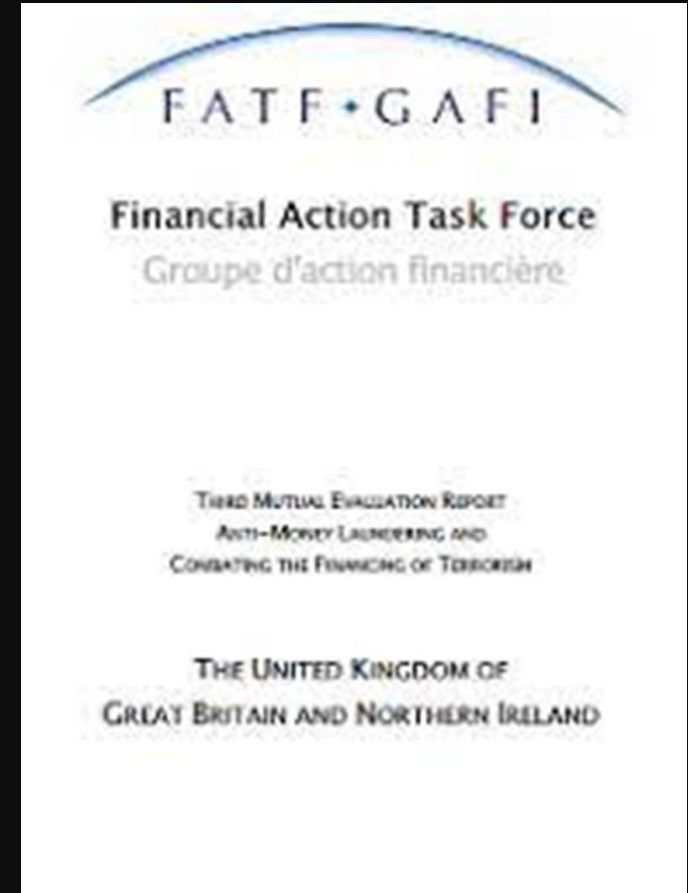 FATF•GAFI
Financial Action Task Force
Groupe d'action financière
THIRD MUTUAL EVALUATION REPORT
ANTI-MONEY LAUNDERING AND
COMBATING THE FINANCING OF TERRORISM
THE UNITED KINGDOM OF
GREAT BRITAIN AND NORTHERN IRELAND